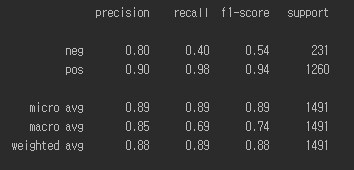 precision recall f1-score support
neg 0.80 0.40 0.54 231
pos 0.90 0.98 0.94 1260
micro avg 0.89 0.89 0.89 1491
macro avg 0.85 0.69 0.74 1491
weighted avg 0.88 0.89 0.88 1491